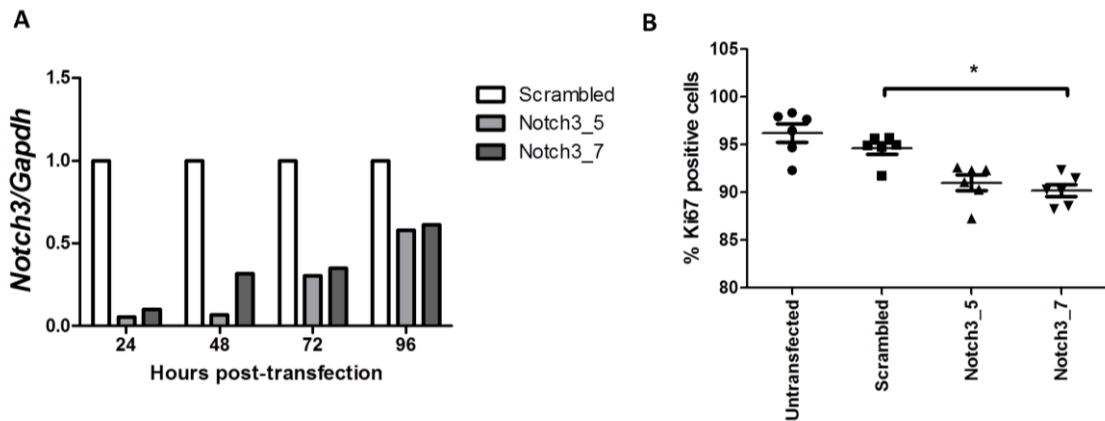 A
1.5
1.0
0.5
0.0
Notch3/Gapdh
24 48 72 96
Hours post-transfection
Scrambled
Notch3_5
Notch3_7
B
105
100
95
90
85
80
% Ki67 positive cells
*
Untransfected
Scrambled
Notch3_5
Notch3_7